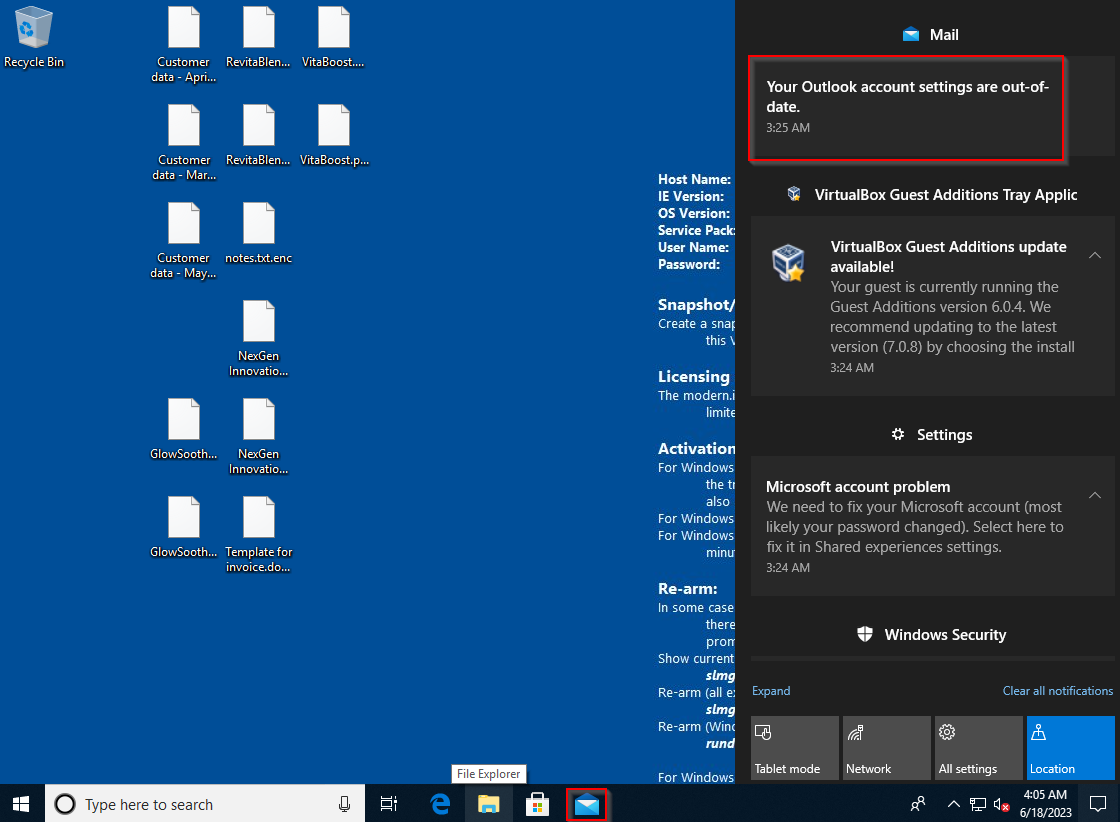 Recycle Bin
Customer
data - Apri...
RevitaBlen...
VitaBoost....
Customer
data - Mar...
RevitaBlen...
VitaBoost.p...
Customer
data - May...
notes.txt.enc
NexGen
Innovatio...
GlowSooth...
NexGen
Innovatio...
GlowSooth...
Template for
invoice.do...
Host Name:
IE Version:
OS Version:
Service Pack:
User Name:
Password:
Snapshot/
Create a snap
this V
Licensing
The modern.i
limite
Activation
For Windows
the tr
also
For Windows
For Windows
minut
Re-arm:
In some case
there
prom
Show current
slmg
Re-arm (all ex
slmg
Re-arm (Wind
rund
For Windows
Mail
Your Outlook account settings are out-of-
date.
3:25 AM
VirtualBox Guest Additions Tray Applic
VirtualBox Guest Additions update
available!
Your guest is currently running the
Guest Additions version 6.0.4. We
recommend updating to the latest
version (7.0.8) by choosing the install
3:24 AM
Settings
Microsoft account problem
We need to fix your Microsoft account (most
likely your password changed). Select here to
fix it in Shared experiences settings.
3:24 AM
Windows Security
Expand
Clear all notifications
Tablet mode
Network
All settings
Location
File Explorer
Type here to search
4:05 AM
6/18/2023